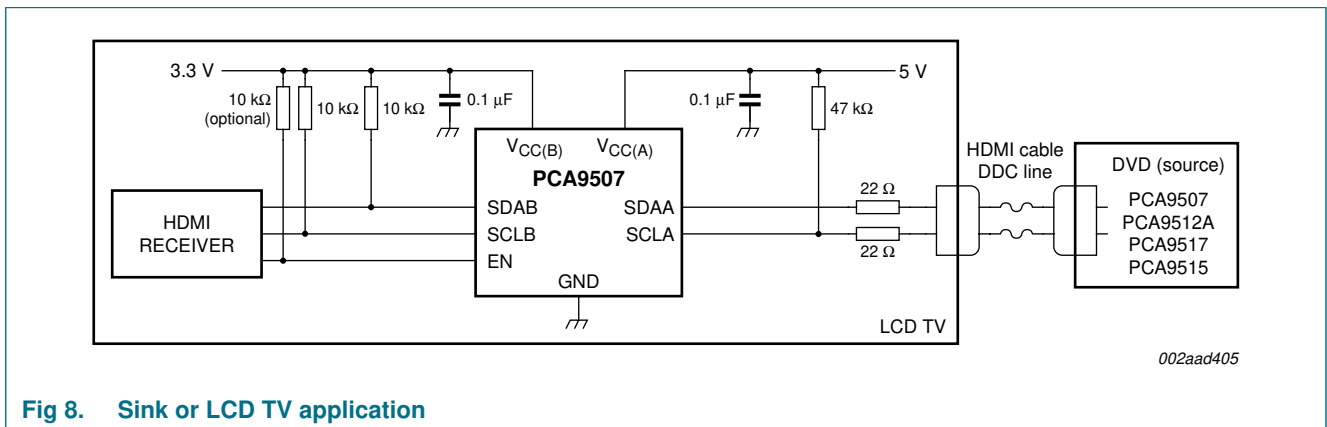 3.3 V
5 V
10 kΩ
(optional)
10 kΩ
10 kΩ
0.1 μF
0.1 μF
47 kΩ
VCC(B)
VCC(A)
PCA9507
HDMI
RECEIVER
SDAB
SCLB
EN
SDAA
SCLA
GND
22 Ω
22 Ω
HDMI cable
DDC line
DVD (source)
PCA9507
PCA9512A
PCA9517
PCA9515
LCD TV
002aad405
Fig 8. Sink or LCD TV application